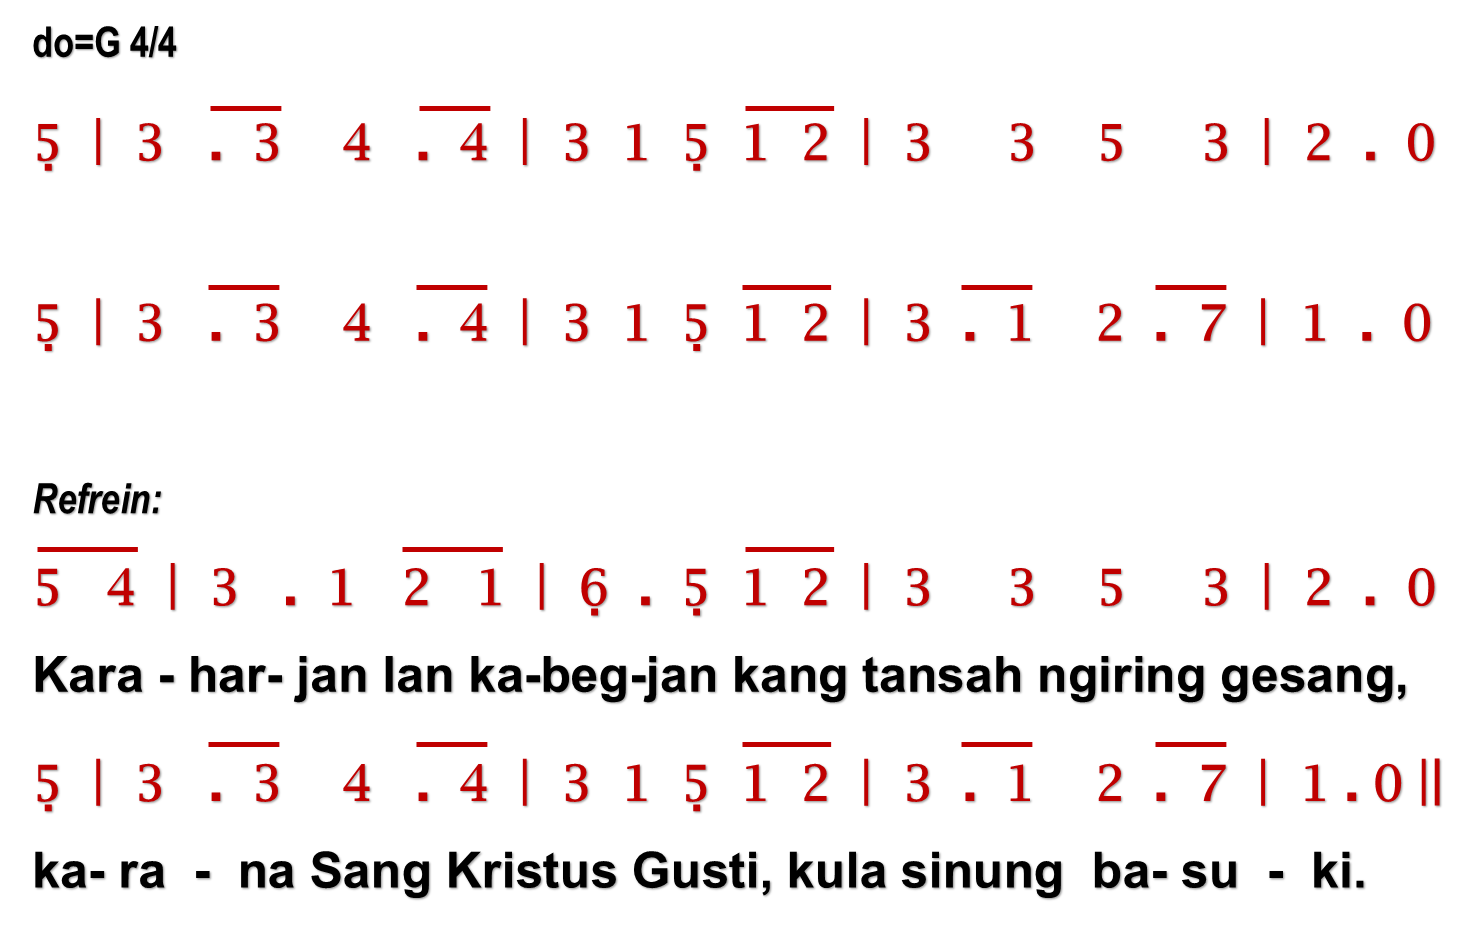 do=G 4/4
5̣ | 3 . 3 4 . 4 | 3 1 5̣ 1 2 | 3 3 5 3 | 2 . 0
5̣ | 3 . 3 4 . 4 | 3 1 5̣ 1 2 | 3 . 1 2 . 7 | 1 . 0
Refrein:
5 4 | 3 . 1 2 1 | 6̣ . 5̣ 1 2 | 3 3 5 3 | 2 . 0
Kara - har- jan lan ka-beg-jan kang tansah ngiring gesang,
5̣ | 3 . 3 4 . 4 | 3 1 5̣ 1 2 | 3 . 1 2 . 7 | 1 . 0 ||
ka- ra - na Sang Kristus Gusti, kula sinung ba- su - ki.